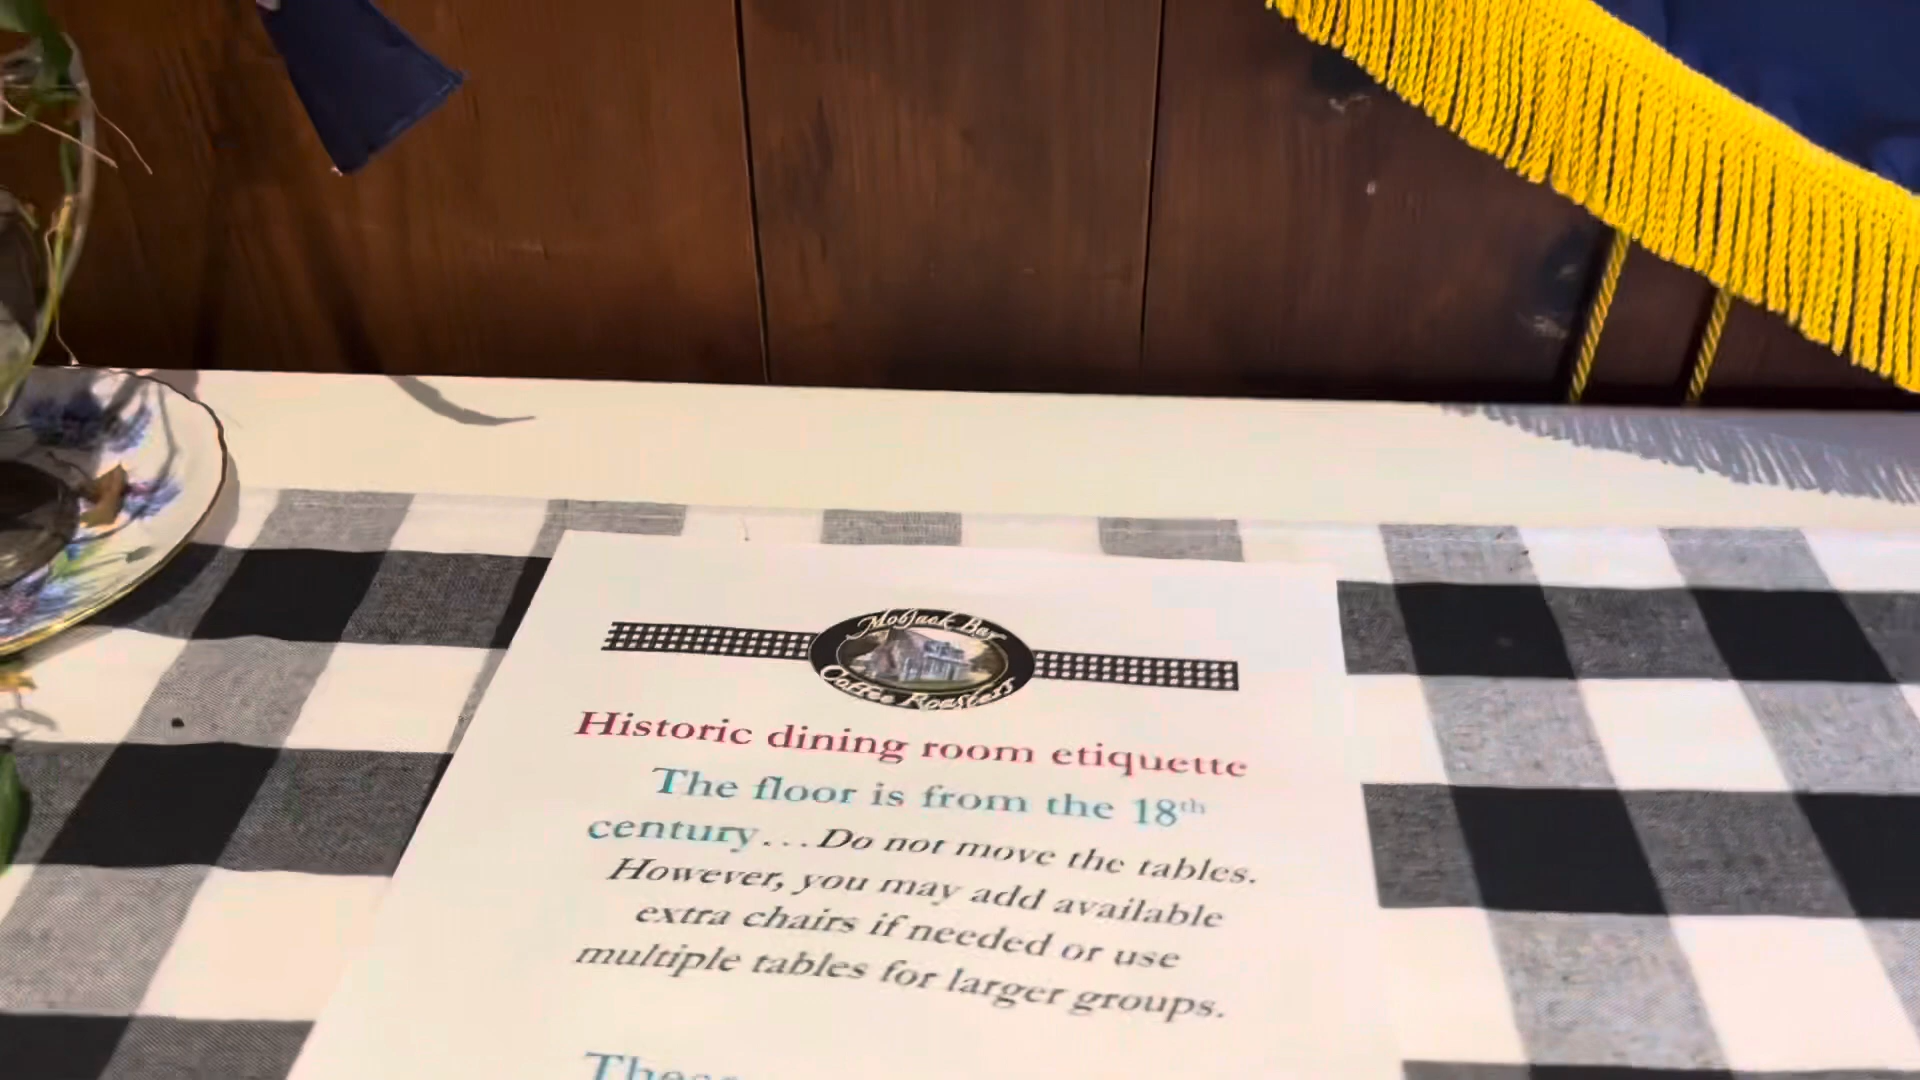 MobJack Bay
Coffee Roasters
Historic dining room etiquette
The floor is from the 18th
century...Do not move the tables.
However, you may add available
extra chairs if needed or use
multiple tables for larger groups.